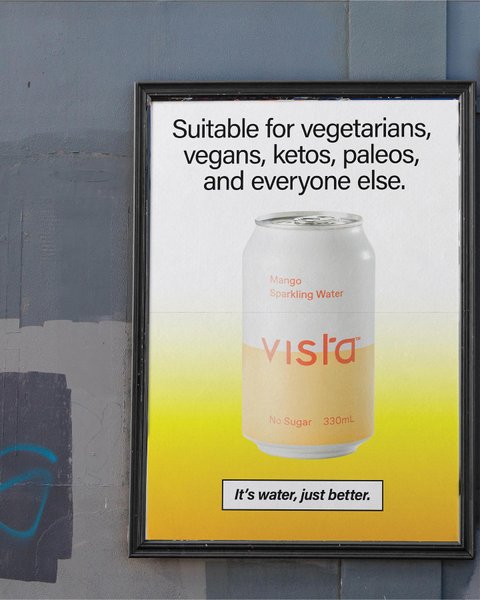 Suitable for vegetarians,
vegans, ketos, paleos,
and everyone else.
Mango
Sparkling Water
vista™
No Sugar 330mL
It's water, just better.